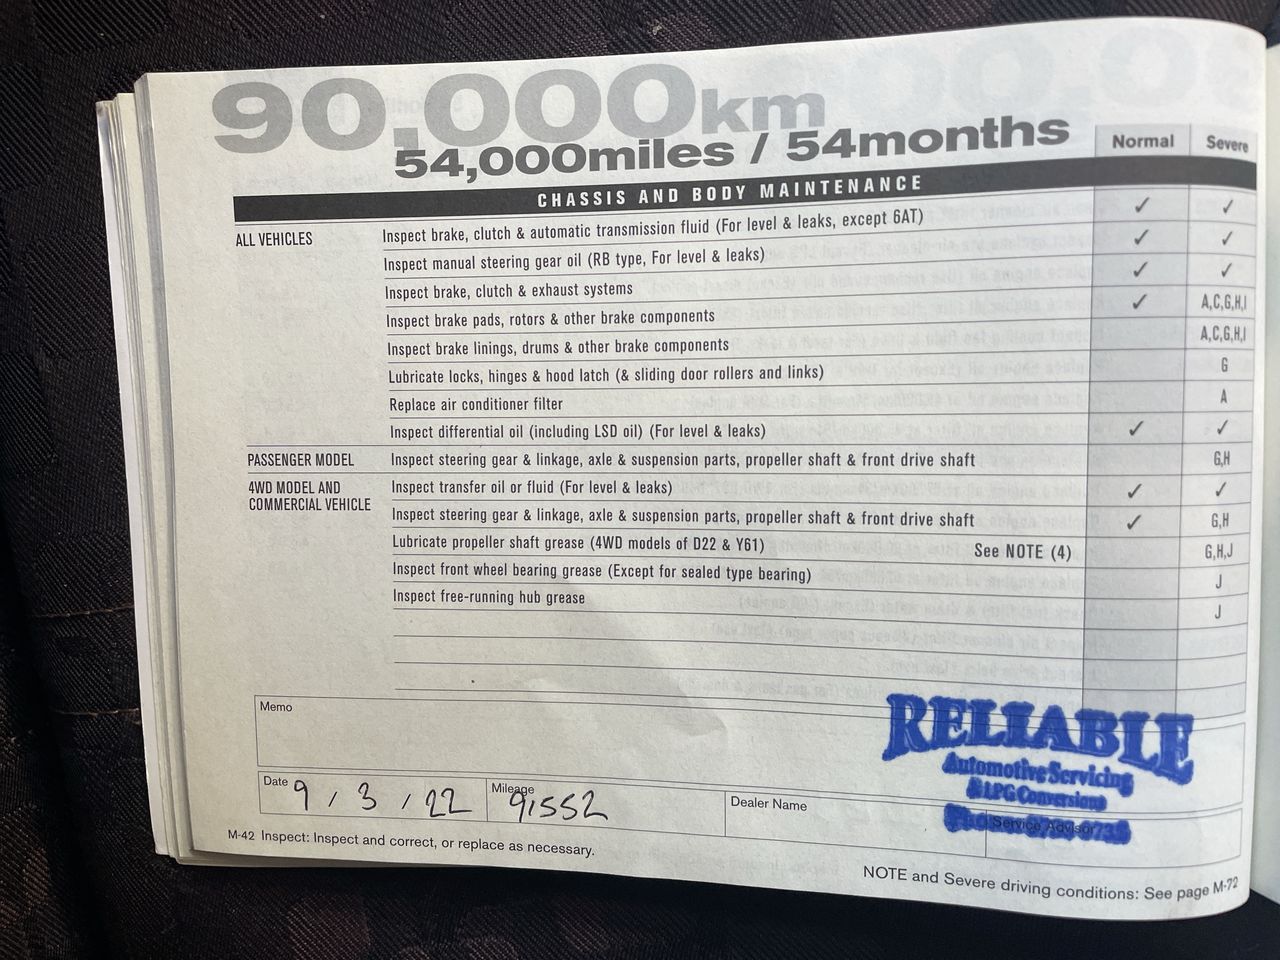 90,000km
54,000miles / 54months
Normal Severe
CHASSIS AND BODY MAINTENANCE
ALL VEHICLES Inspect brake, clutch & automatic transmission fluid (For level & leaks, except 6AT) ✓ ✓
Inspect manual steering gear oil (RB type, For level & leaks) ✓ ✓
Inspect brake, clutch & exhaust systems ✓ ✓
Inspect brake pads, rotors & other brake components ✓ A,C,G,H,I
Inspect brake linings, drums & other brake components A,C,G,H,I
Lubricate locks, hinges & hood latch (& sliding door rollers and links) G
Replace air conditioner filter A
Inspect differential oil (including LSD oil) (For level & leaks) ✓ ✓
PASSENGER MODEL Inspect steering gear & linkage, axle & suspension parts, propeller shaft & front drive shaft G,H
4WD MODEL AND COMMERCIAL VEHICLE Inspect transfer oil or fluid (For level & leaks) ✓ ✓
Inspect steering gear & linkage, axle & suspension parts, propeller shaft & front drive shaft ✓ G,H
Lubricate propeller shaft grease (4WD models of D22 & Y61) See NOTE (4) G,H,J
Inspect front wheel bearing grease (Except for sealed type bearing) J
Inspect free-running hub grease J
Memo
RELIABLE
Automotive Servicing
& LPG Conversions
Date 9 / 3 / 22 Mileage 91552 Dealer Name
Service Advisor
M-42 Inspect: Inspect and correct, or replace as necessary.
NOTE and Severe driving conditions: See page M-72